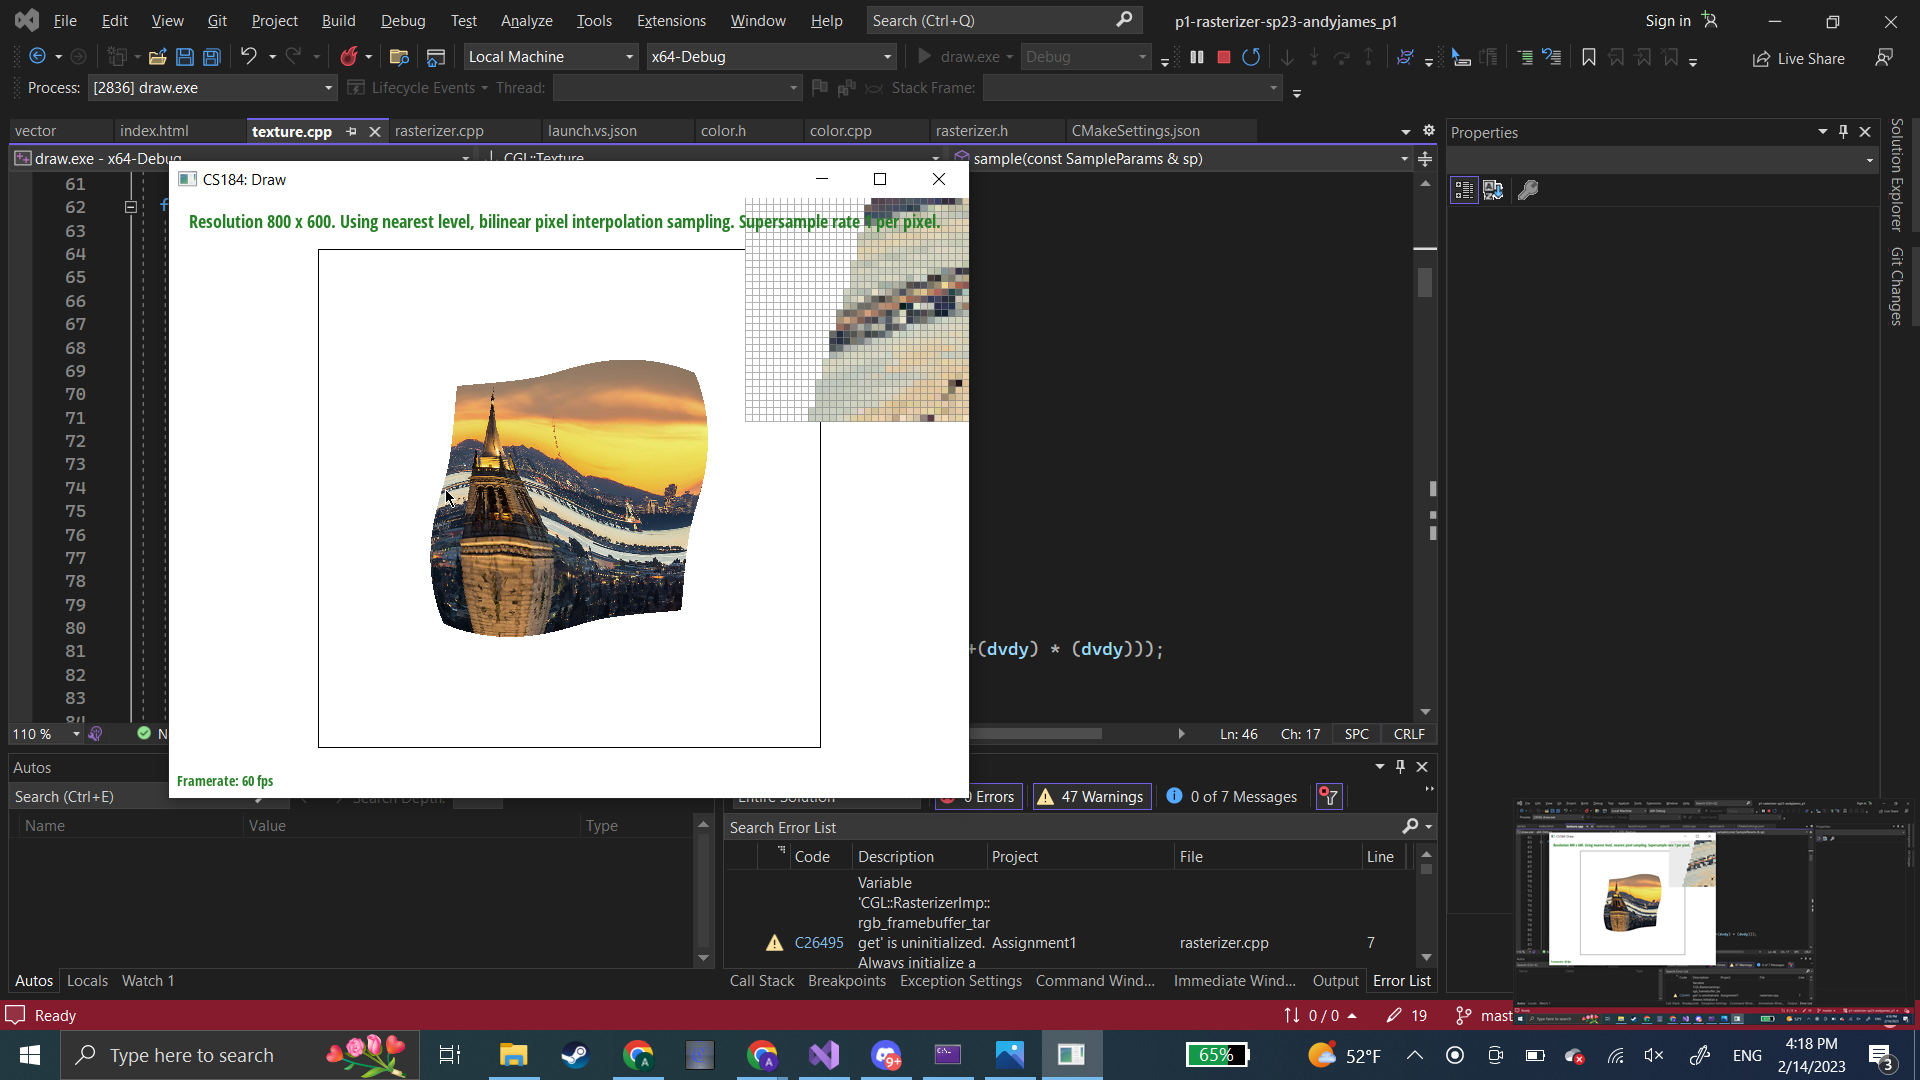 File Edit View Git Project Build Debug Test Analyze Tools Extensions Window Help Search (Ctrl+Q) p1-rasterizer-sp23-andyjames_p1 Sign in
Local Machine x64-Debug draw.exe Debug Live Share
Process: [2836] draw.exe Lifecycle Events Thread: Stack Frame:
vector index.html texture.cpp rasterizer.cpp launch.vs.json color.h color.cpp rasterizer.h CMakeSettings.json
Properties
draw.exe - x64-Debug CGL::Texture sample(const SampleParams & sp)
Solution Explorer
Git Changes
CS184: Draw
Resolution 800 x 600. Using nearest level, bilinear pixel interpolation sampling. Supersample rate 4 per pixel.
Framerate: 60 fps
61
62
63
64
65
66
67
68
69
70
71
72
73
74
75
76
77
78
79
80
81 +(dvdy) * (dvdy)));
82
83
84
110 % N Ln: 46 Ch: 17 SPC CRLF
Autos
Search (Ctrl+E) Search Depth:
Name Value Type
Autos Locals Watch 1
Entire Solution 0 Errors 47 Warnings 0 of 7 Messages
Search Error List
Code Description Project File Line
Variable
'CGL::RasterizerImp::
rgb_framebuffer_tar
C26495 get' is uninitialized. Assignment1 rasterizer.cpp 7
Always initialize a
Call Stack Breakpoints Exception Settings Command Wind... Immediate Wind... Output Error List
Ready 0 / 0 19 mast
Type here to search 65% 52°F ENG 4:18 PM
2/14/2023 3
9+